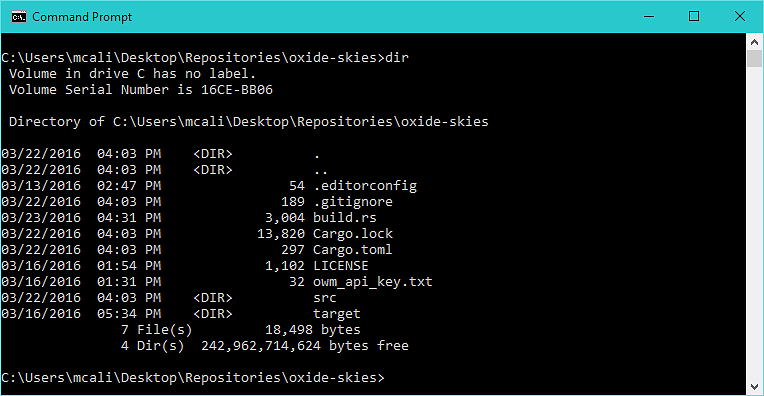 Command Prompt
C:\Users\mcali\Desktop\Repositories\oxide-skies>dir
 Volume in drive C has no label.
 Volume Serial Number is 16CE-BB06

 Directory of C:\Users\mcali\Desktop\Repositories\oxide-skies

03/22/2016  04:03 PM    <DIR>          .
03/22/2016  04:03 PM    <DIR>          ..
03/13/2016  02:47 PM                54 .editorconfig
03/22/2016  04:03 PM               189 .gitignore
03/23/2016  04:31 PM             3,004 build.rs
03/22/2016  04:03 PM            13,820 Cargo.lock
03/22/2016  04:03 PM               297 Cargo.toml
03/16/2016  01:54 PM             1,102 LICENSE
03/16/2016  01:31 PM                32 owm_api_key.txt
03/22/2016  04:03 PM    <DIR>          src
03/16/2016  05:34 PM    <DIR>          target
               7 File(s)         18,498 bytes
               4 Dir(s)  242,962,714,624 bytes free

C:\Users\mcali\Desktop\Repositories\oxide-skies>